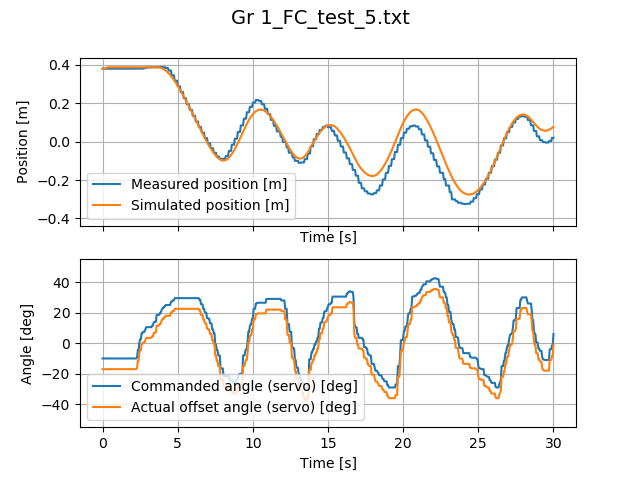 Gr 1_FC_test_5.txt
0.4
0.2
0.0
−0.2
−0.4
Position [m]
Measured position [m]
Simulated position [m]
Time [s]
40
20
0
−20
−40
Angle [deg]
Commanded angle (servo) [deg]
Actual offset angle (servo) [deg]
0 5 10 15 20 25 30
Time [s]